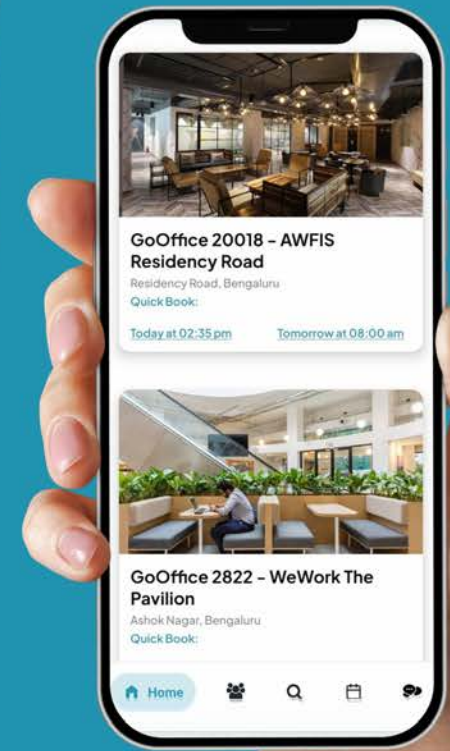 GoOffice 20018 – AWFIS
Residency Road
Residency Road, Bengaluru
Quick Book:
Today at 02:35 pm Tomorrow at 08:00 am
GoOffice 2822 – WeWork The
Pavilion
Ashok Nagar, Bengaluru
Quick Book:
Home